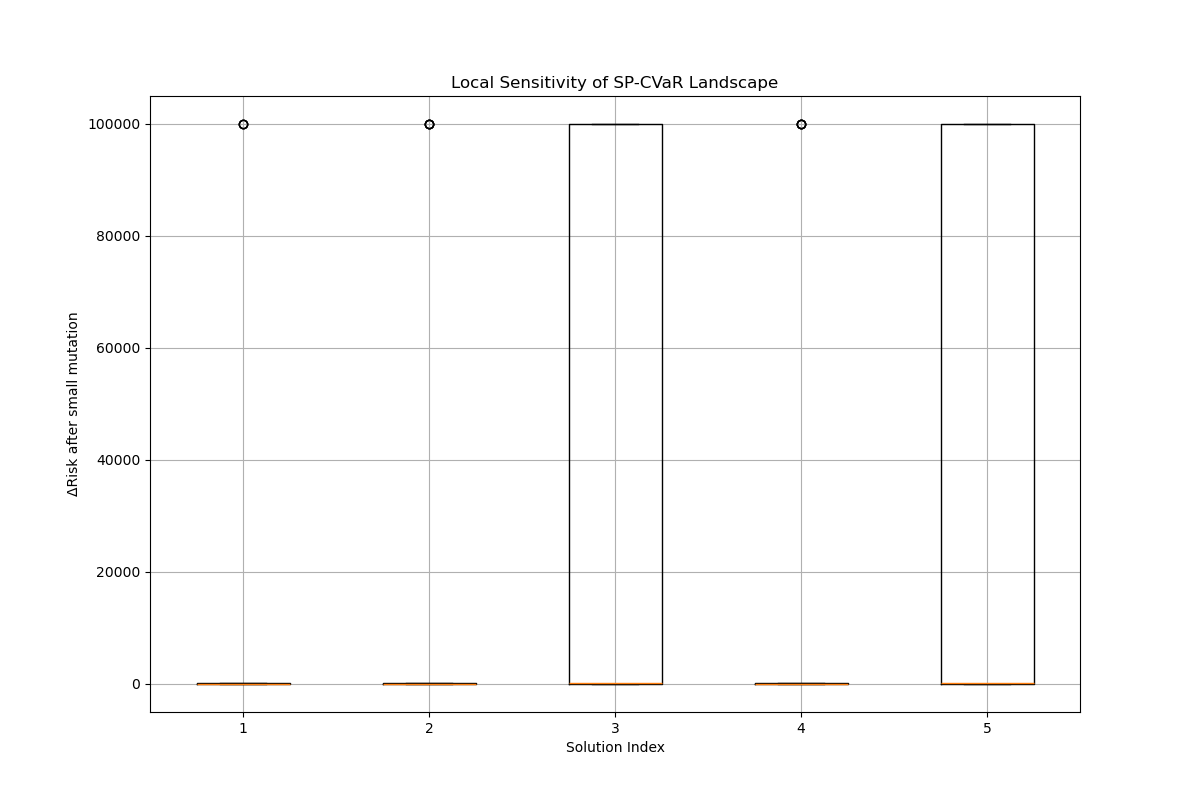 Local Sensitivity of SP-CVaR Landscape
100000
80000
60000
40000
20000
0
ΔRisk after small mutation
1 2 3 4 5
Solution Index